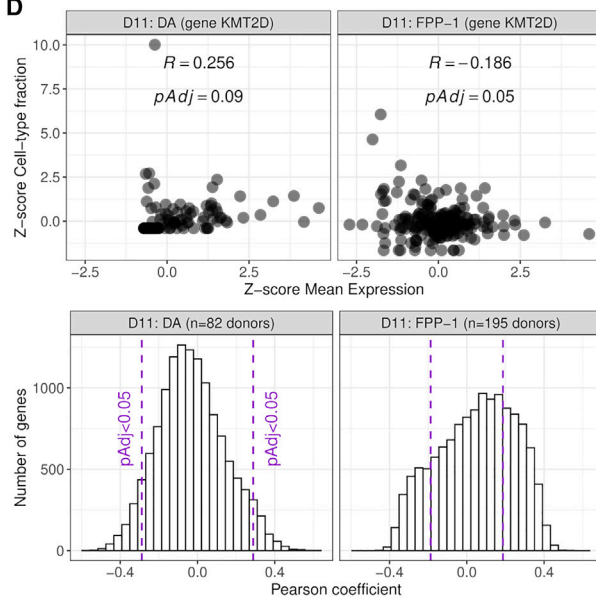 D
D11: DA (gene KMT2D)
D11: FPP−1 (gene KMT2D)
Z−score Cell−type fraction
10.0
7.5
5.0
2.5
0.0
R = 0.256
pAdj = 0.09
R = −0.186
pAdj = 0.05
−2.5 0.0 2.5
−2.5 0.0 2.5
Z−score Mean Expression
D11: DA (n=82 donors)
D11: FPP−1 (n=195 donors)
Number of genes
1000
500
0
pAdj<0.05
pAdj<0.05
−0.4 0.0 0.4
−0.4 0.0 0.4
Pearson coefficient